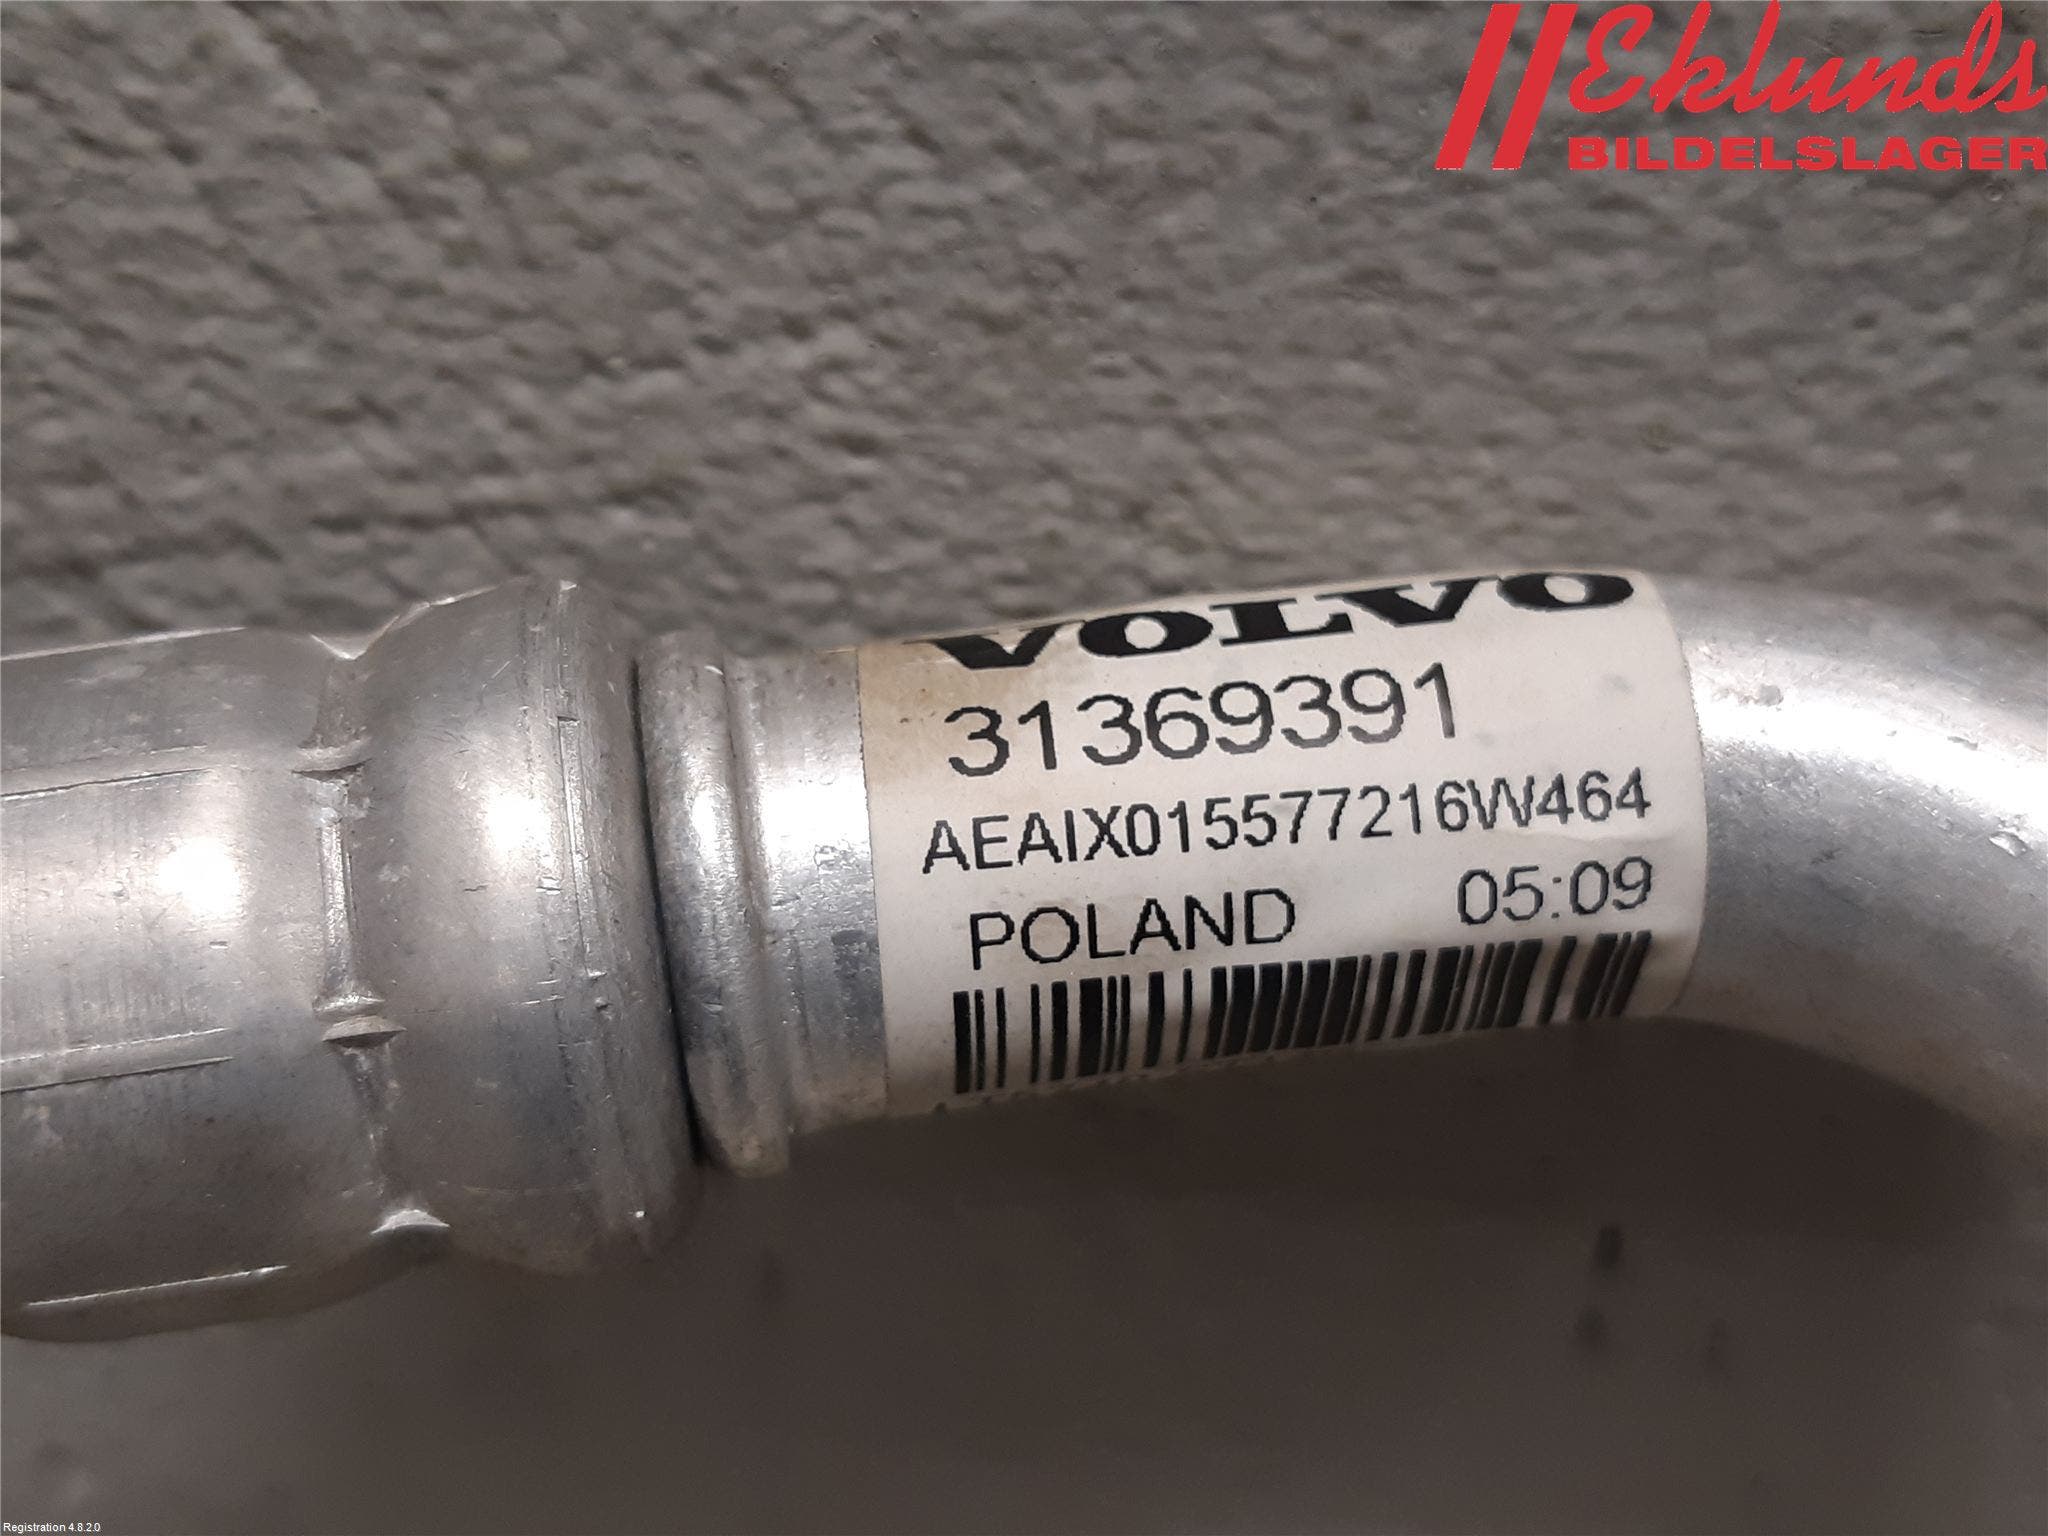 Eklunds
BILDELSLAGER
VOLVO
31369391
AEAIX015577216W464
POLAND 05:09
Registration 4.8.2.0